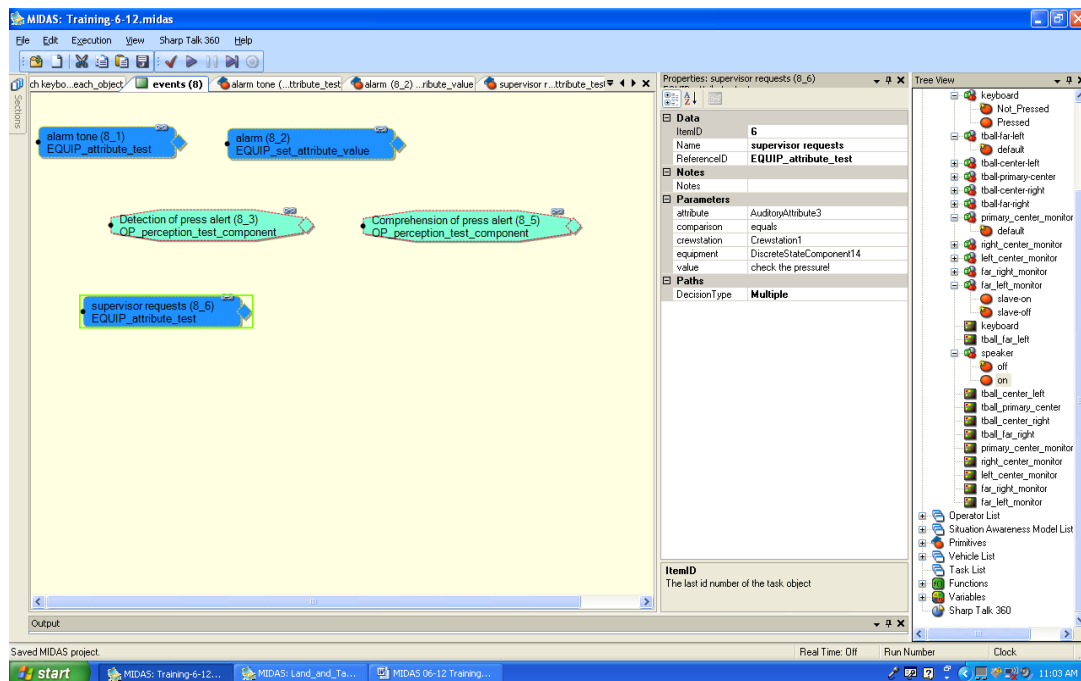 MIDAS: Training-6-12.midas
File Edit Execution View Sharp Talk 360 Help
Sections
ch keybo...each_object events (8) alarm tone (...ttribute_test alarm (8_2) ...ribute_value supervisor r...ttribute_test
alarm tone (8_1)
EQUIP_attribute_test
alarm (8_2)
EQUIP_set_attribute_value
Detection of press alert (8_3)
OP_perception_test_component
Comprehension of press alert (8_5)
OP_perception_test_component
supervisor requests (8_6)
EQUIP_attribute_test
Properties: supervisor requests (8_6)
Data
ItemID 6
Name supervisor requests
ReferenceID EQUIP_attribute_test
Notes
Notes
Parameters
attribute AuditoryAttribute3
comparison equals
crewstation Crewstation1
equipment DiscreteStateComponent14
value check the pressure!
Paths
DecisionType Multiple
ItemID
The last id number of the task object
Tree View
keyboard
Not_Pressed
Pressed
tball-far-left
default
tball-center-left
tball-primary-center
tball-center-right
tball-far-right
primary_center_monitor
default
right_center_monitor
left_center_monitor
far_right_monitor
far_left_monitor
slave-on
slave-off
keyboard
tball_far_left
speaker
off
on
tball_center_left
tball_primary_center
tball_center_right
tball_far_right
primary_center_monitor
right_center_monitor
left_center_monitor
far_right_monitor
far_left_monitor
Operator List
Situation Awareness Model List
Primitives
Vehicle List
Task List
Functions
Variables
Sharp Talk 360
Output
Saved MIDAS project. Real Time: Off Run Number Clock
start MIDAS: Training-6-12... MIDAS: Land_and_Ta... MIDAS 06-12 Training... 11:03 AM